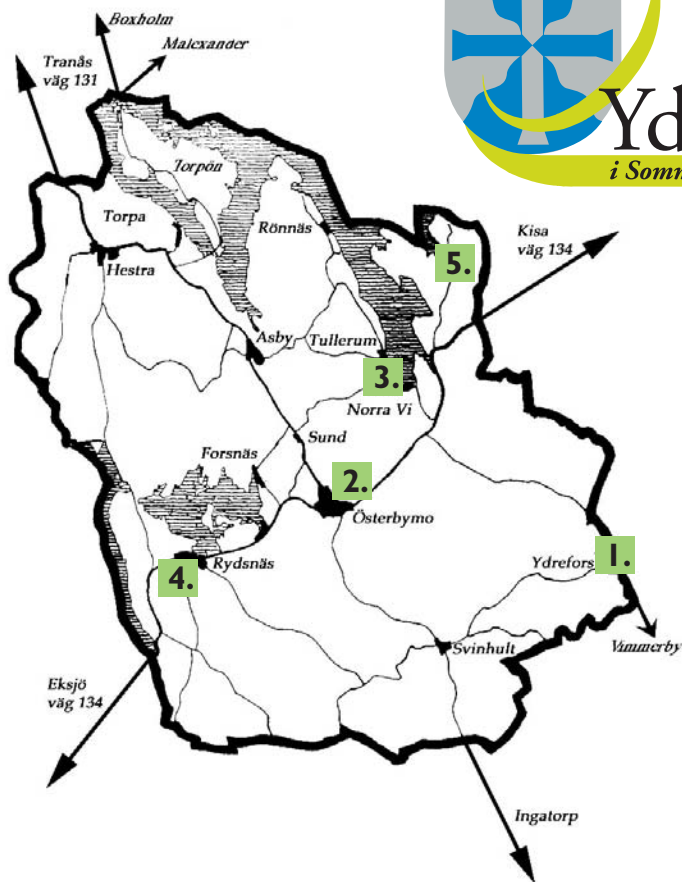 Boxholm
Malexander
Tranås
väg 131
Yd
i Somm
Torpön
Torpa
Rönnäs
Kisa
väg 134
Hestra
5.
Asby
Tullerum
3.
Norra Vi
Sund
Forsnäs
2.
Österbymo
Ydrefors
1.
Rydsnäs
4.
Svinhult
Vimmerby
Eksjö
väg 134
Ingatorp